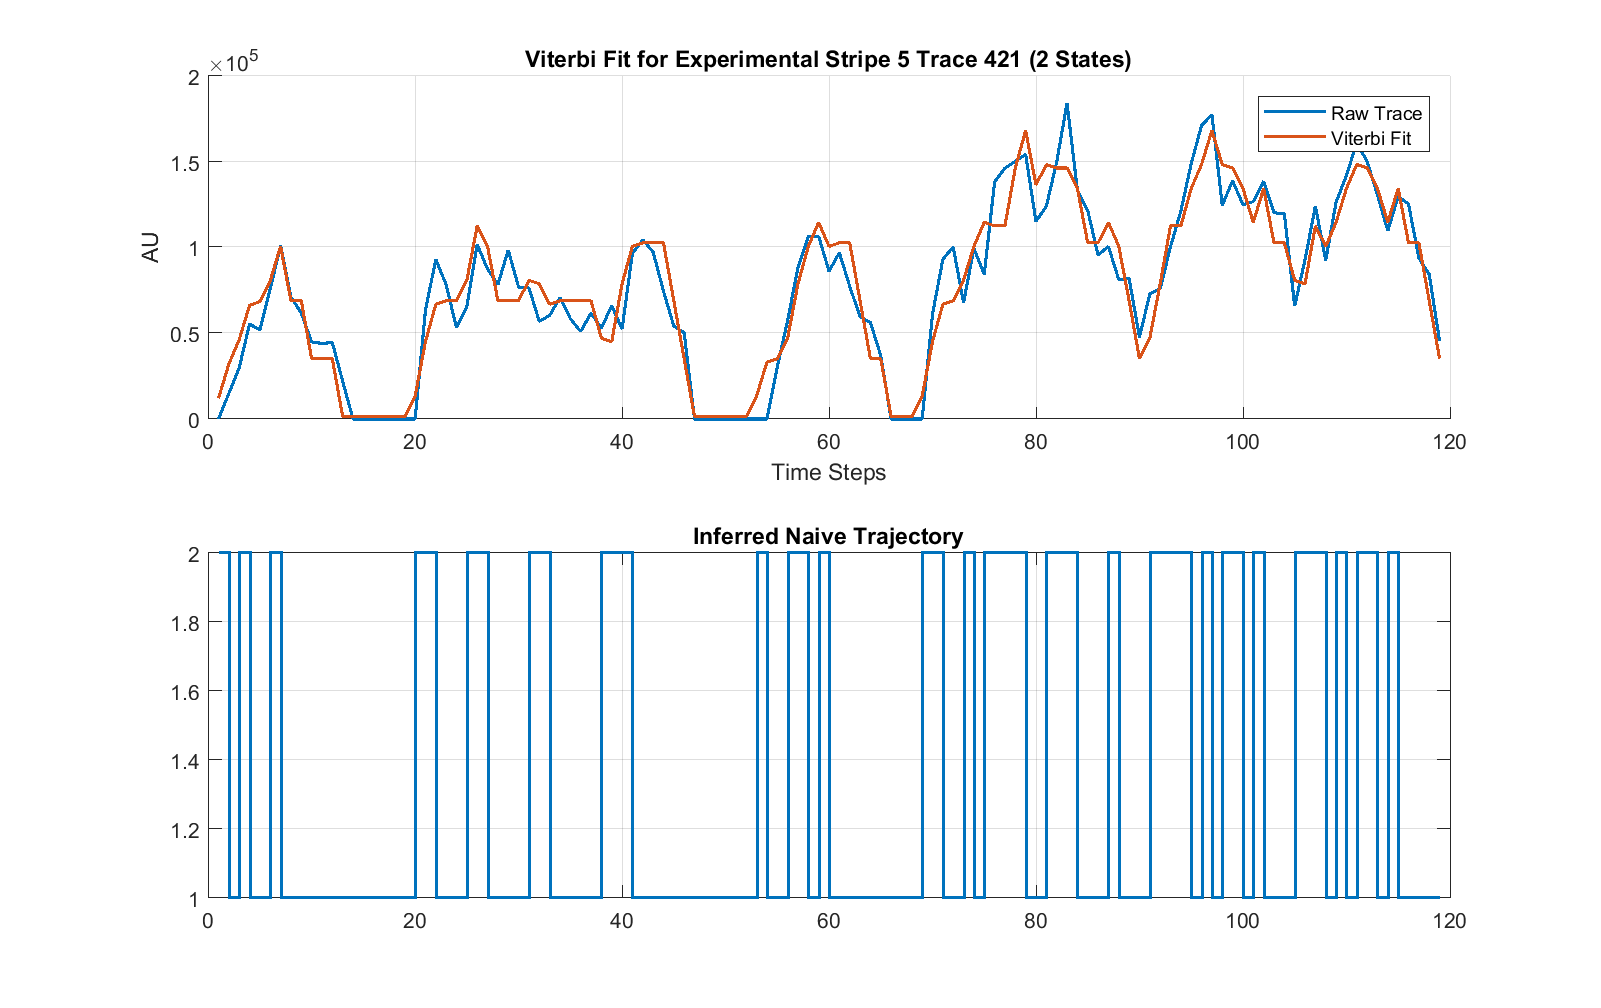 Viterbi Fit for Experimental Stripe 5 Trace 421 (2 States)
×10^5
2
1.5
1
0.5
0
AU
Raw Trace
Viterbi Fit
0 20 40 60 80 100 120
Time Steps
Inferred Naive Trajectory
2
1.8
1.6
1.4
1.2
1
0 20 40 60 80 100 120